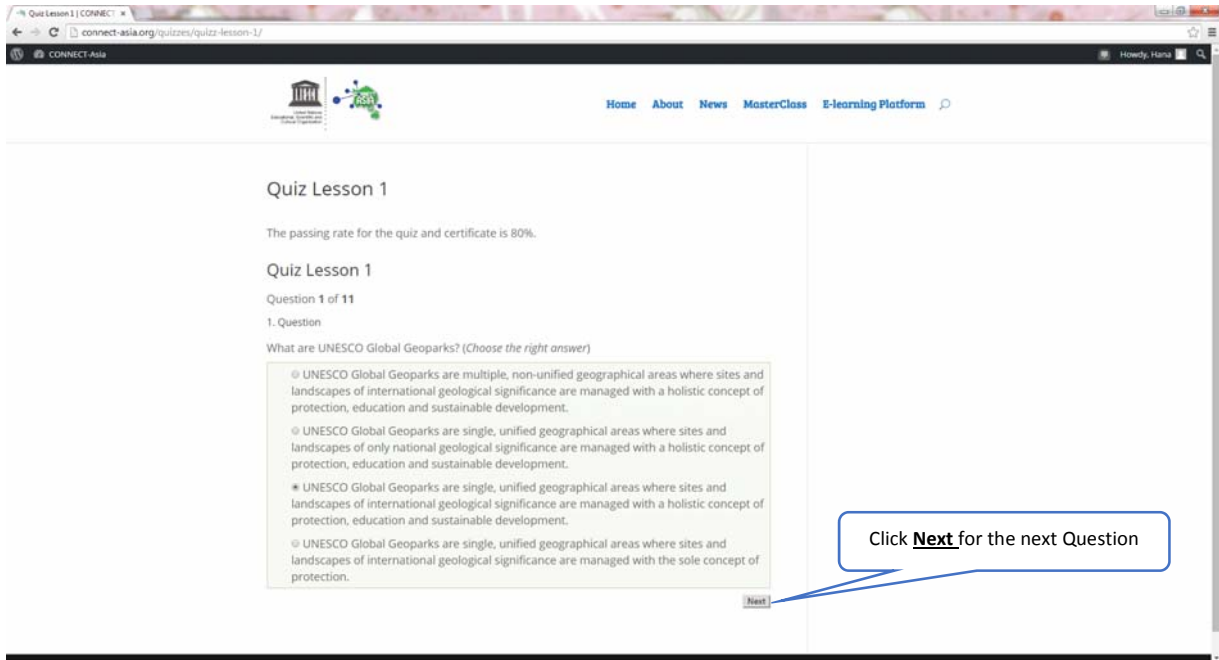 Quiz Lesson 1 | CONNECT
connect-asia.org/quizzes/quizz-lesson-1/
CONNECT-Asia
Howdy, Hana
United Nations
Educational, Scientific and
Cultural Organization
ASIA
Home About News MasterClass E-learning Platform
Quiz Lesson 1
The passing rate for the quiz and certificate is 80%.
Quiz Lesson 1
Question 1 of 11
1. Question
What are UNESCO Global Geoparks? (Choose the right answer)
UNESCO Global Geoparks are multiple, non-unified geographical areas where sites and
landscapes of international geological significance are managed with a holistic concept of
protection, education and sustainable development.
UNESCO Global Geoparks are single, unified geographical areas where sites and
landscapes of only national geological significance are managed with a holistic concept of
protection, education and sustainable development.
UNESCO Global Geoparks are single, unified geographical areas where sites and
landscapes of international geological significance are managed with a holistic concept of
protection, education and sustainable development.
UNESCO Global Geoparks are single, unified geographical areas where sites and
landscapes of international geological significance are managed with the sole concept of
protection.
Click Next for the next Question
Next